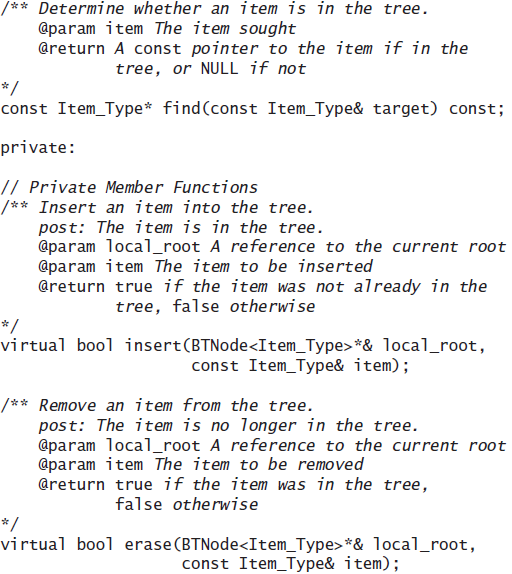 /** Determine whether an item is in the tree.
    @param item The item sought
    @return A const pointer to the item if in the
            tree, or NULL if not
*/
const Item_Type* find(const Item_Type& target) const;

private:

// Private Member Functions
/** Insert an item into the tree.
    post: The item is in the tree.
    @param local_root A reference to the current root
    @param item The item to be inserted
    @return true if the item was not already in the
            tree, false otherwise
*/
virtual bool insert(BTNode<Item_Type>*& local_root,
                    const Item_Type& item);

/** Remove an item from the tree.
    post: The item is no longer in the tree.
    @param local_root A reference to the current root
    @param item The item to be removed
    @return true if the item was in the tree,
            false otherwise
*/
virtual bool erase(BTNode<Item_Type>*& local_root,
                   const Item_Type& item);